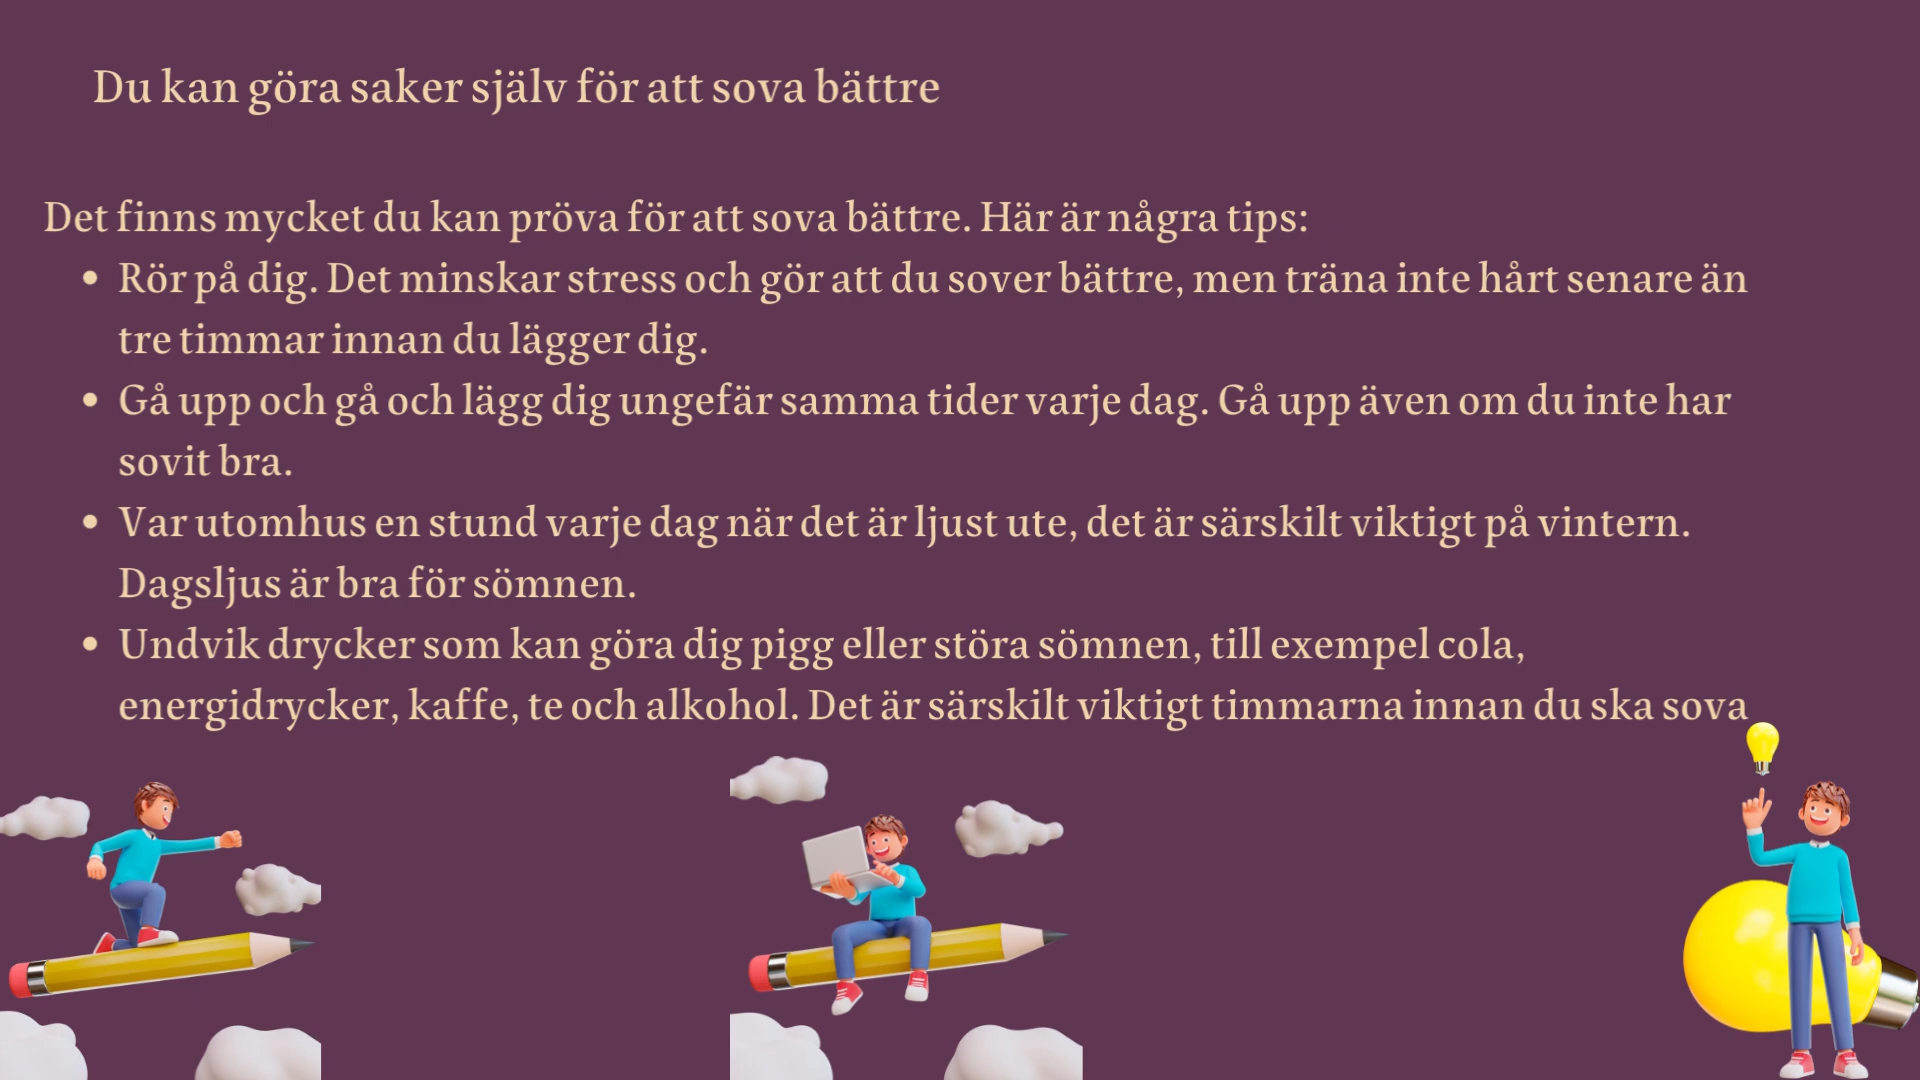 Du kan göra saker själv för att sova bättre
Det finns mycket du kan pröva för att sova bättre. Här är några tips:
• Rör på dig. Det minskar stress och gör att du sover bättre, men träna inte hårt senare än
tre timmar innan du lägger dig.
• Gå upp och gå och lägg dig ungefär samma tider varje dag. Gå upp även om du inte har
sovit bra.
• Var utomhus en stund varje dag när det är ljust ute, det är särskilt viktigt på vintern.
Dagsljus är bra för sömnen.
• Undvik drycker som kan göra dig pigg eller störa sömnen, till exempel cola,
energidrycker, kaffe, te och alkohol. Det är särskilt viktigt timmarna innan du ska sova